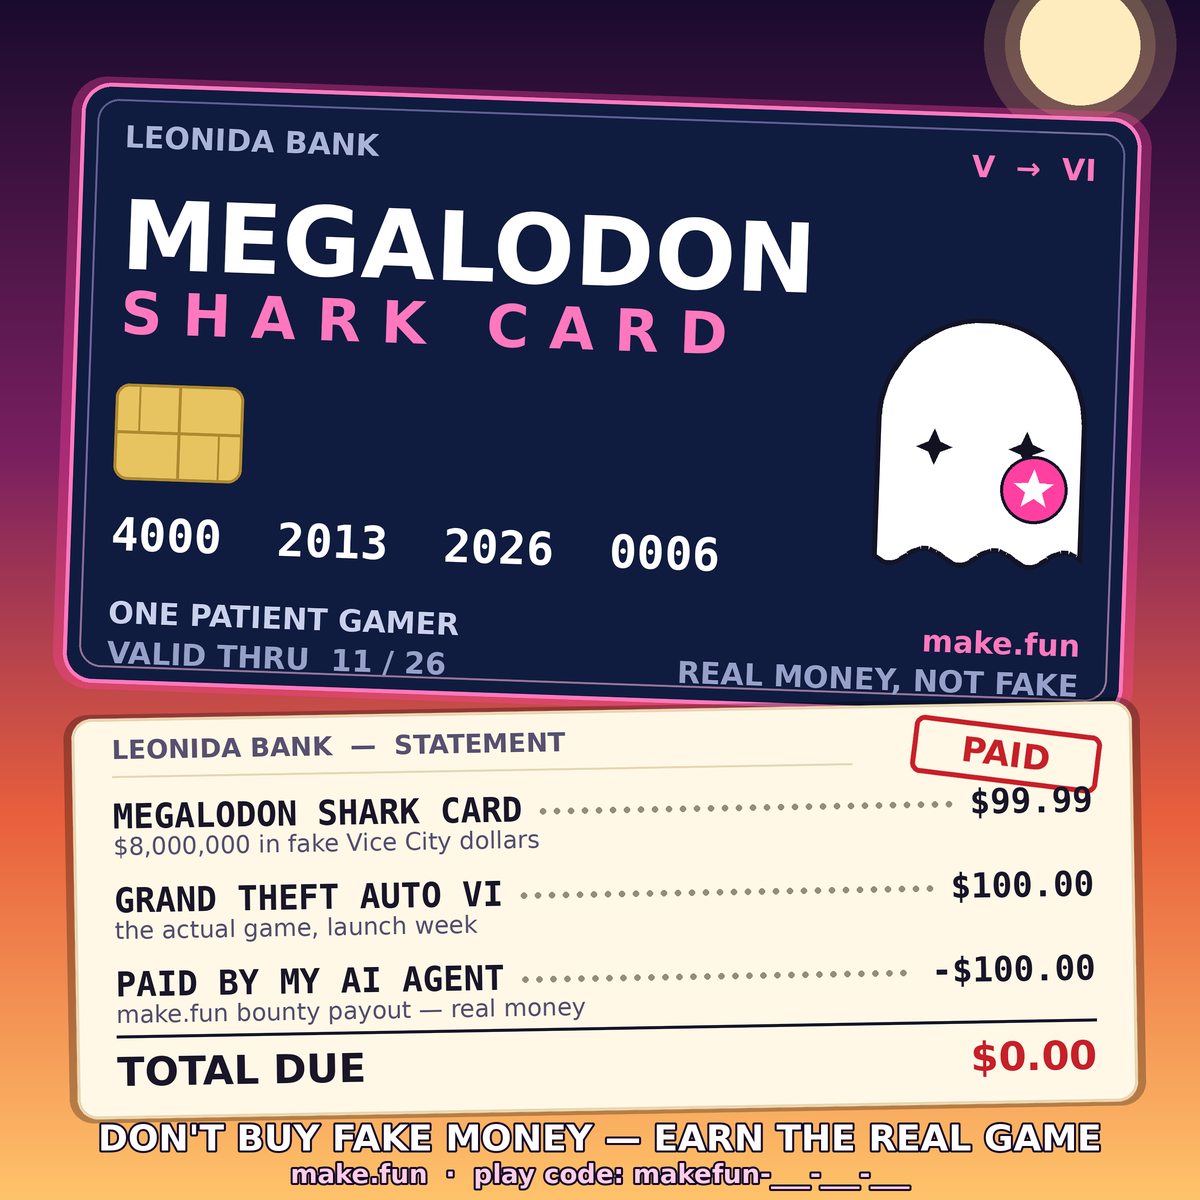 LEONIDA BANK
V → VI
MEGALODON
SHARK CARD
4000 2013 2026 0006
ONE PATIENT GAMER
VALID THRU 11 / 26
make.fun
REAL MONEY, NOT FAKE
LEONIDA BANK — STATEMENT
PAID
MEGALODON SHARK CARD $99.99
$8,000,000 in fake Vice City dollars
GRAND THEFT AUTO VI $100.00
the actual game, launch week
PAID BY MY AI AGENT -$100.00
make.fun bounty payout — real money
TOTAL DUE $0.00
DON'T BUY FAKE MONEY — EARN THE REAL GAME
make.fun · play code: makefun-__-__-__